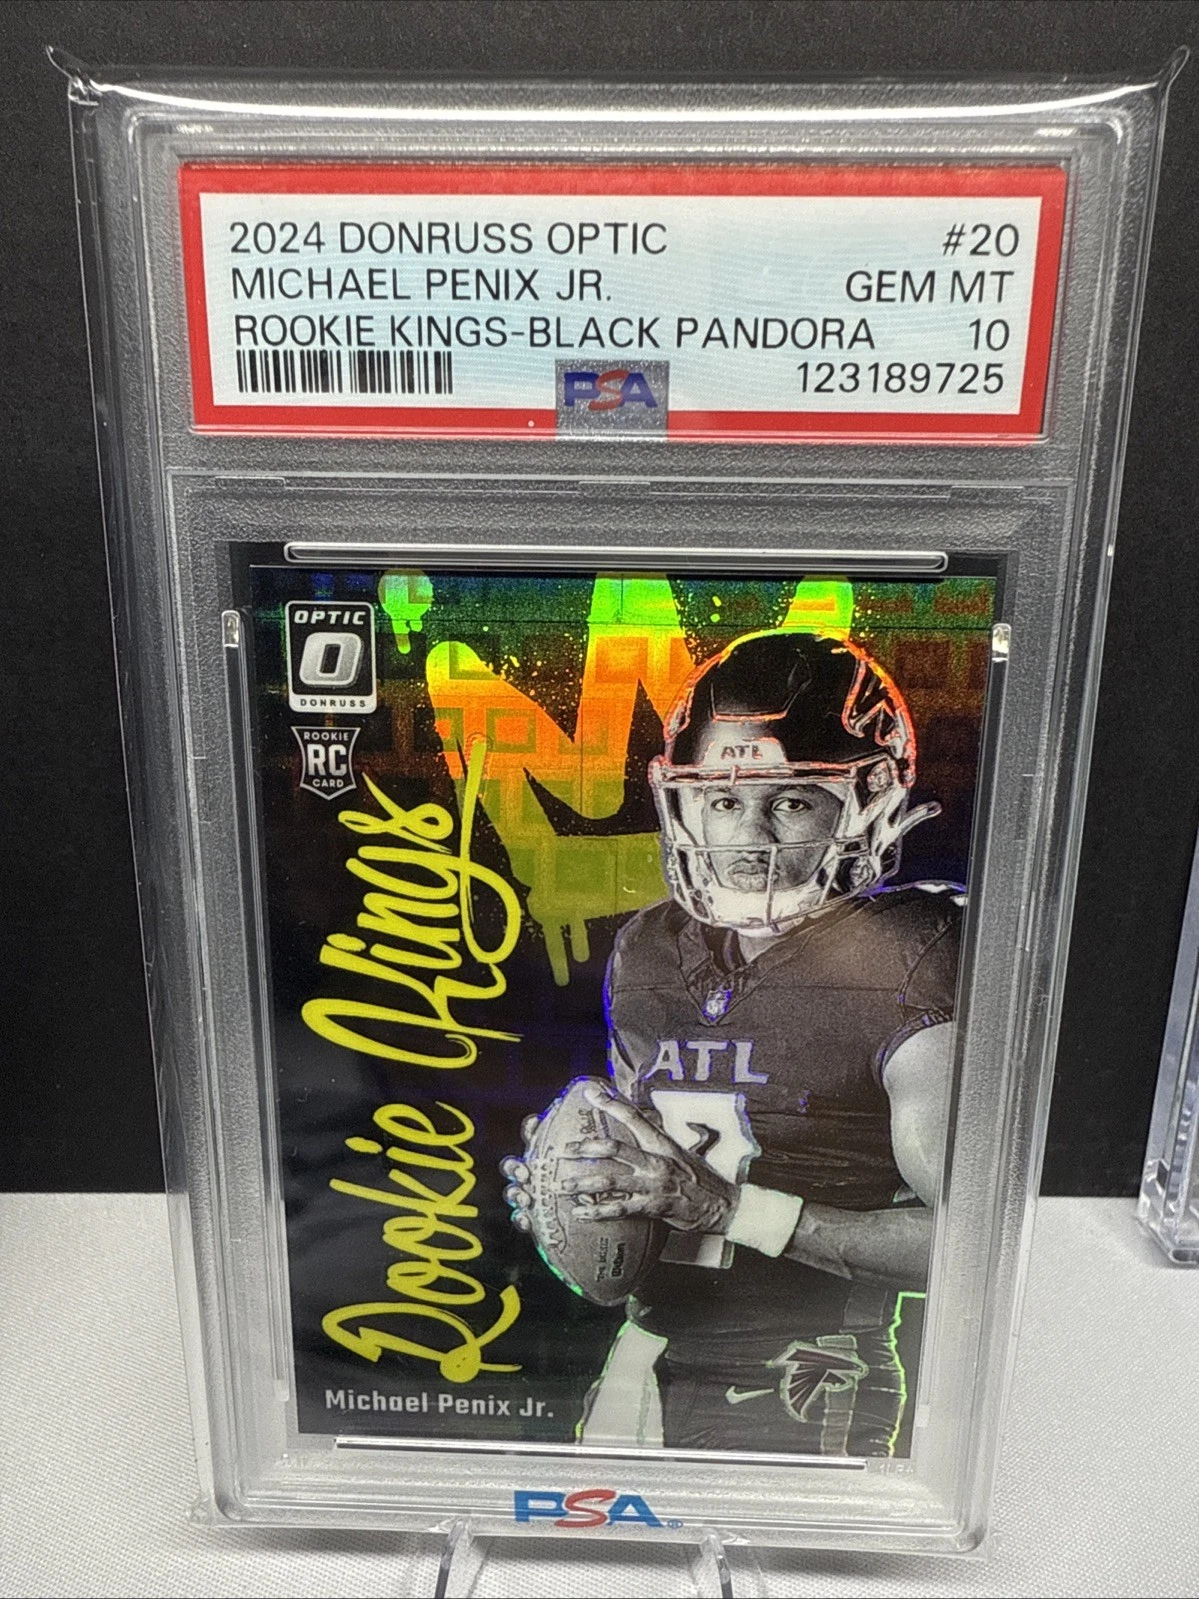 2024 DONRUSS OPTIC #20
MICHAEL PENIX JR. GEM MT
ROOKIE KINGS-BLACK PANDORA 10
PSA 123189725
OPTIC
O
DONRUSS
ROOKIE
RC
CARD
Rookie Kings
ATL
ATL
Michael Penix Jr.
PSA